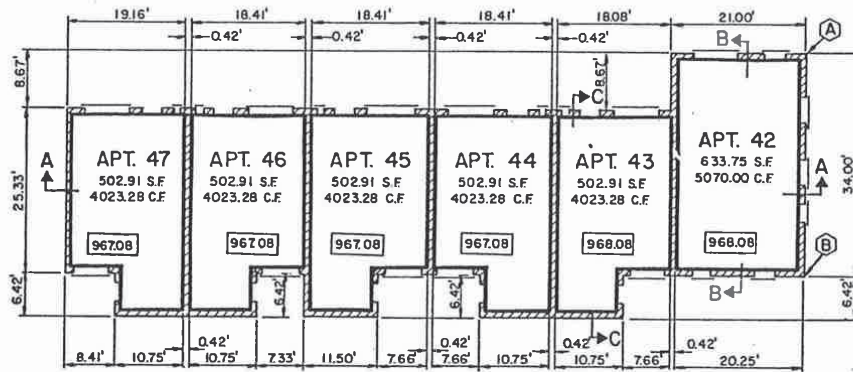 19.16' 18.41' 18.41' 18.41' 18.08' 21.00'
0.42' 0.42' 0.42' 0.42' 0.42'
8.67' 8.67' B A
C
A APT. 47 APT. 46 APT. 45 APT. 44 APT. 43 APT. 42 A
502.91 S.F. 502.91 S.F. 502.91 S.F. 502.91 S.F. 502.91 S.F. 633.75 S.F.
4023.28 C.F. 4023.28 C.F. 4023.28 C.F. 4023.28 C.F. 4023.28 C.F. 5070.00 C.F.
25.33' 34.00'
967.08 967.08 967.08 967.08 968.08 968.08
B B
6.42' 6.42' 6.42' 6.42'
C
0.42' 0.42' 0.42 0.42'
8.41' 10.75' 10.75' 7.33' 11.50' 7.66' 7.66' 10.75' 10.75' 7.66' 20.25'